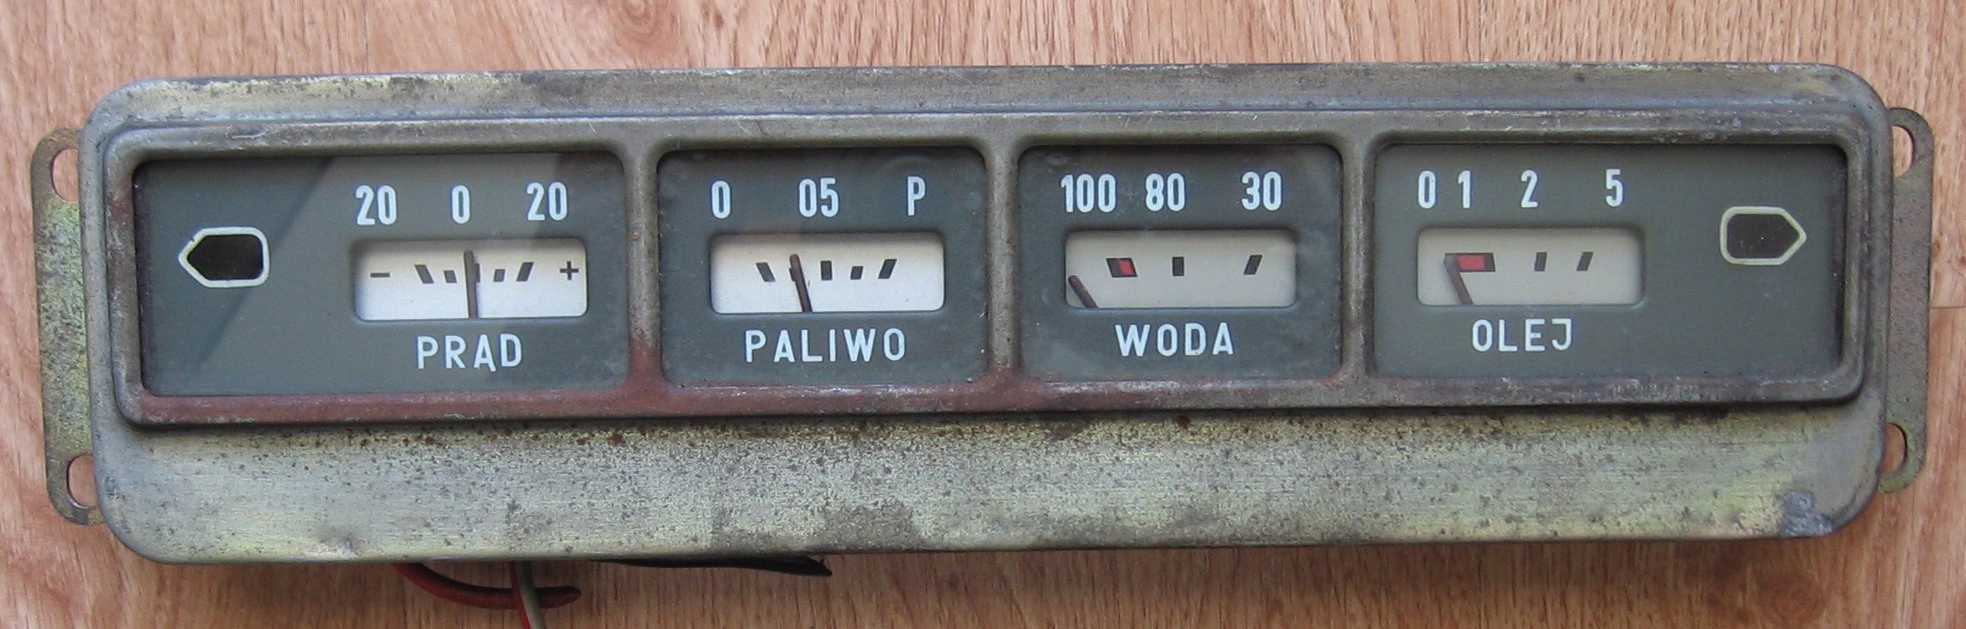 20 0 20
- +
PRĄD
0 05 P
PALIWO
100 80 30
WODA
0 1 2 5
OLEJ